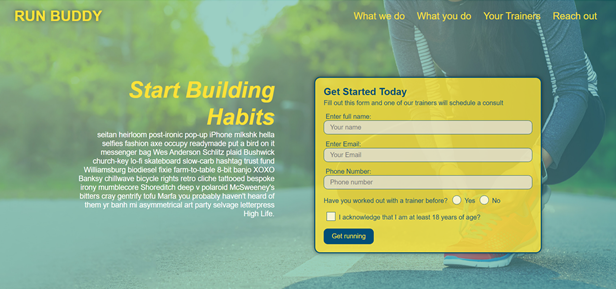 RUN BUDDY
What we do What you do Your Trainers Reach out
Start Building
Habits
seitan heirloom post-ironic pop-up iPhone mlkshk hella
selfies fashion axe occupy readymade put a bird on it
messenger bag Wes Anderson Schlitz plaid Bushwick
church-key lo-fi skateboard slow-carb hashtag trust fund
Williamsburg biodiesel fixie farm-to-table 8-bit banjo XOXO
Banksy chillwave bicycle rights retro cliche tattooed bespoke
irony mumblecore Shoreditch deep v polaroid McSweeney's
bitters cray gentrify tofu Marfa you probably haven't heard of
them yr banh mi asymmetrical art party selvage letterpress
High Life.
Get Started Today
Fill out this form and one of our trainers will schedule a consult
Enter full name:
Your name
Enter Email:
Your Email
Phone Number:
Phone number
Have you worked out with a trainer before? Yes No
I acknowledge that I am at least 18 years of age?
Get running